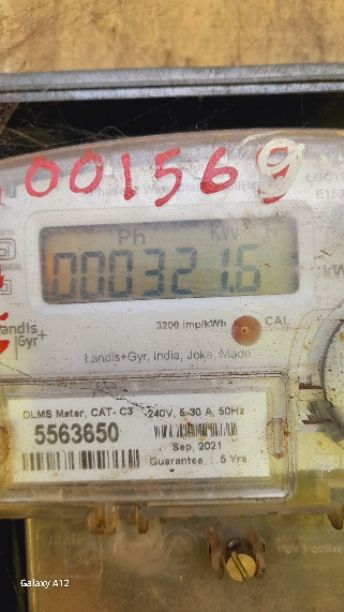 001569
Ph kW
000321.6
3200 imp/kWh CAL
Landis
|Gyr+
Landis+Gyr, India, Joka, Made
DLMS Meter, CAT- C3 -240V, 5-30 A, 50Hz
5563650
Sep, 2021
Guarantee : 5 Yrs
Galaxy A12